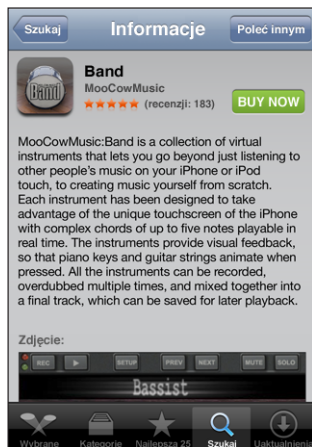 Szukaj
Informacje
Poleć innym
Band
Band
MooCowMusic
(recenzji: 183)
BUY NOW
MooCowMusic:Band is a collection of virtual
instruments that lets you go beyond just listening to
other people's music on your iPhone or iPod
touch, to creating music yourself from scratch.
Each instrument has been designed to take
advantage of the unique touchscreen of the iPhone
with complex chords of up to five notes playable in
real time. The instruments provide visual feedback,
so that piano keys and guitar strings animate when
pressed. All the instruments can be recorded,
overdubbed multiple times, and mixed together into
a final track, which can be saved for later playback.
Zdjęcie:
REC
SETUP
PREV
NEXT
MUTE
SOLO
Bassist
Wybrane
Kategorie
Najlepsza 25
Szukaj
Uaktualnienia